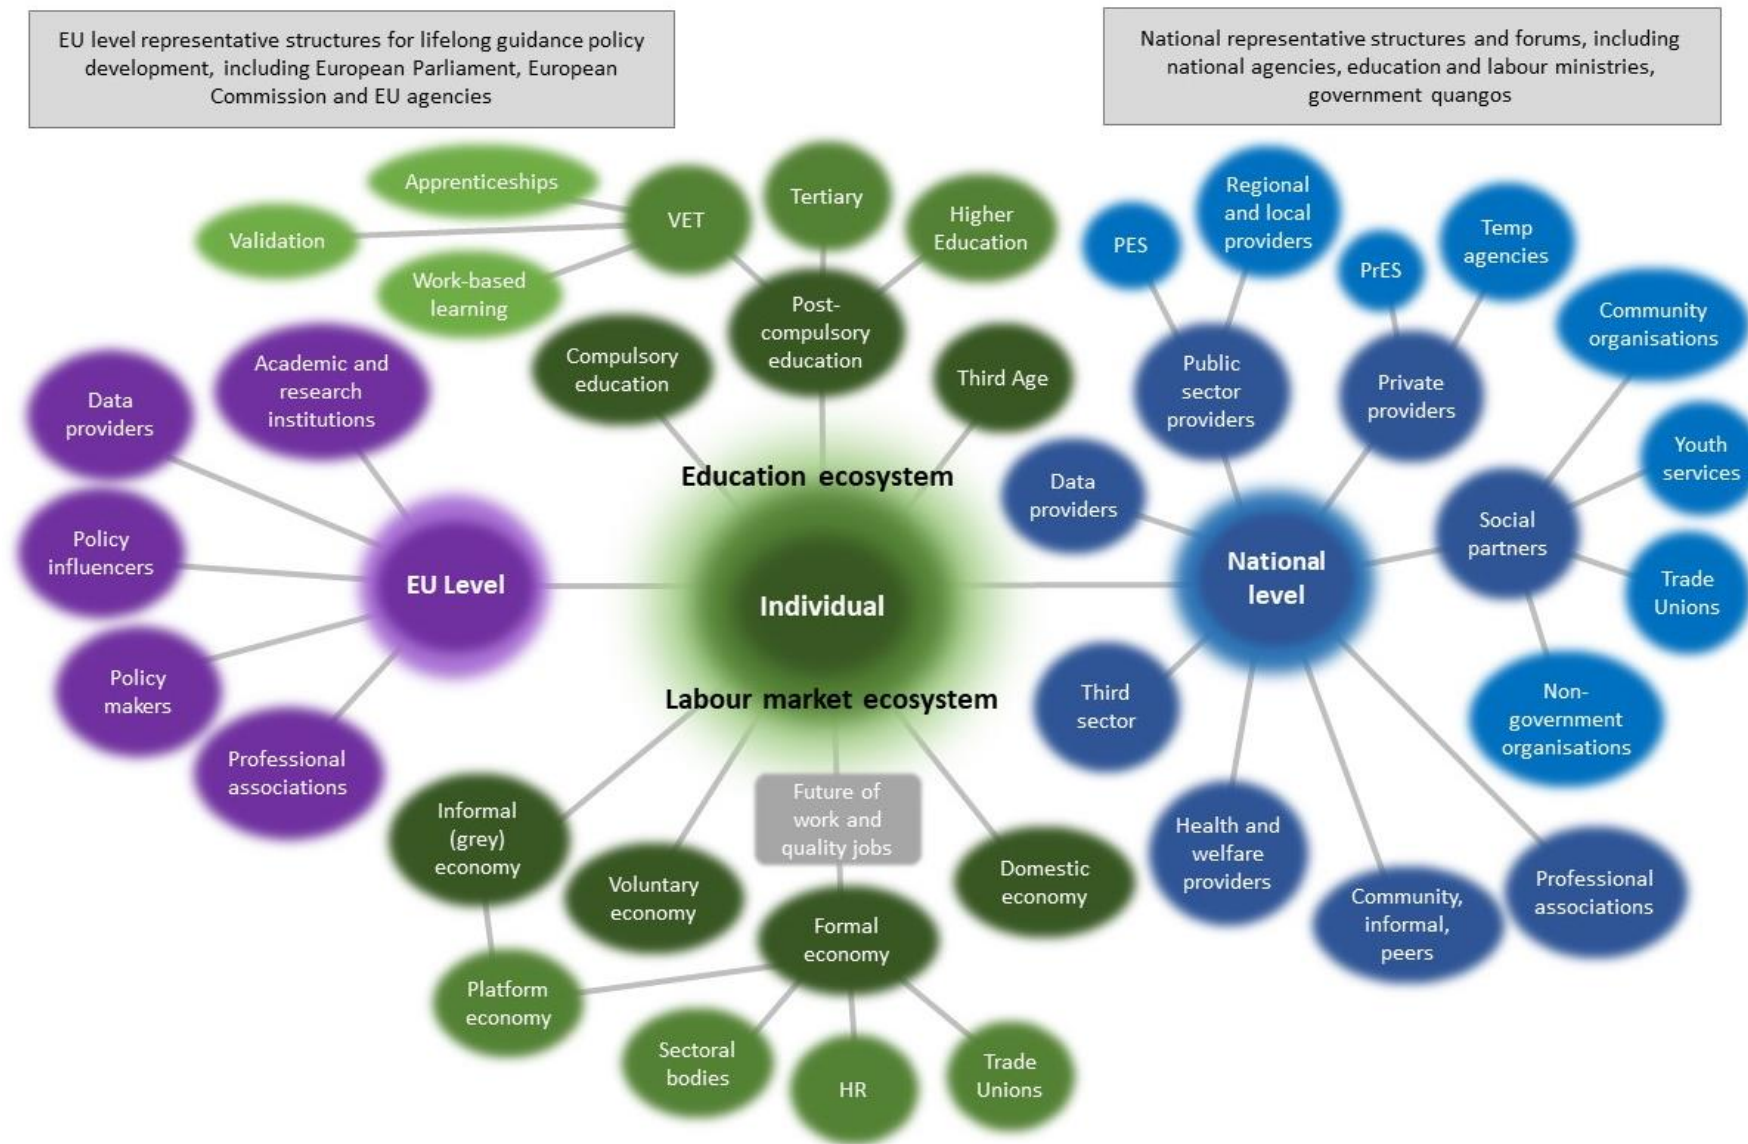 EU level representative structures for lifelong guidance policy
development, including European Parliament, European
Commission and EU agencies
National representative structures and forums, including
national agencies, education and labour ministries,
government quangos
Apprenticeships
Validation
Work-based
learning
VET
Tertiary
Higher
Education
Post-
compulsory
education
Compulsory
education
Third Age
Academic and
research
institutions
Data
providers
Policy
influencers
Policy
makers
Professional
associations
EU Level
Education ecosystem
Individual
Labour market ecosystem
Future of
work and
quality jobs
Informal
(grey)
economy
Voluntary
economy
Formal
economy
Domestic
economy
Platform
economy
Sectoral
bodies
HR
Trade
Unions
PES
Regional
and local
providers
PrES
Temp
agencies
Public
sector
providers
Private
providers
Community
organisations
Data
providers
National
level
Social
partners
Youth
services
Trade
Unions
Non-
government
organisations
Third
sector
Health and
welfare
providers
Community,
informal,
peers
Professional
associations